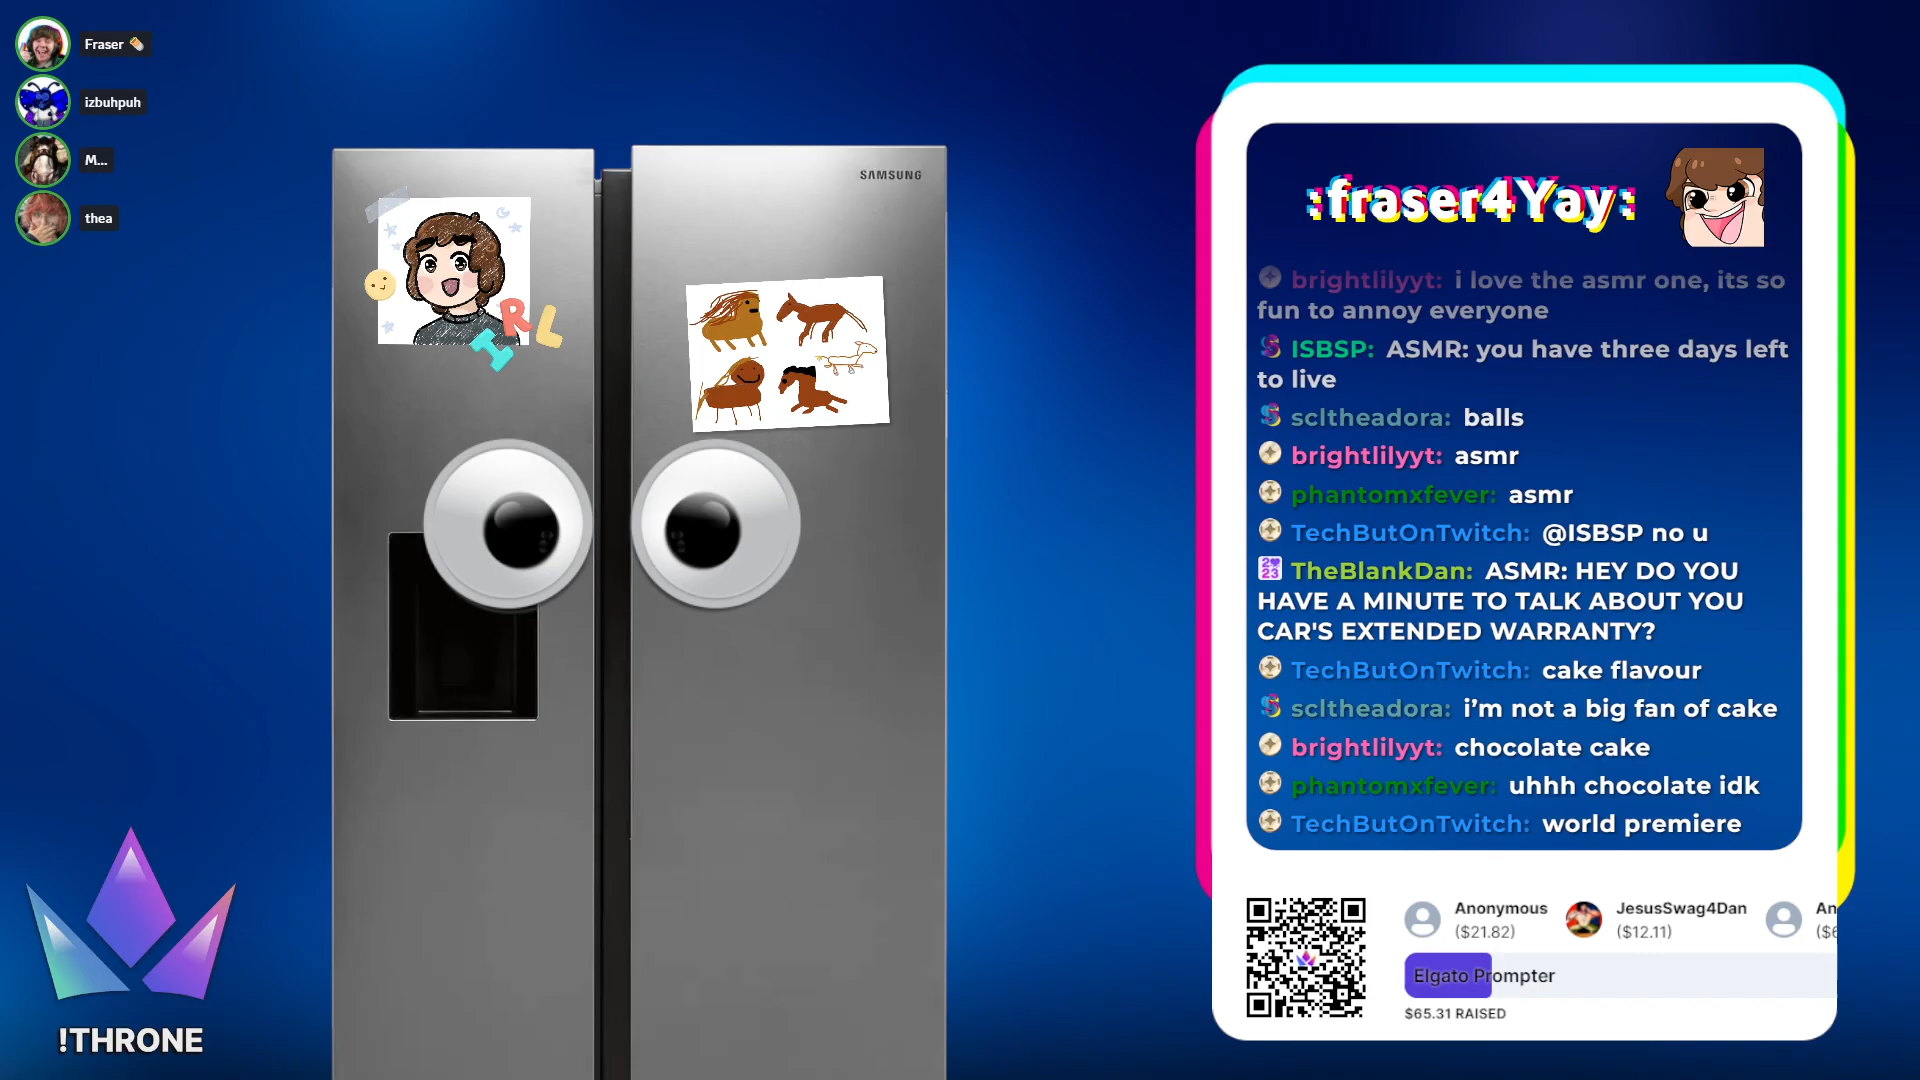 Fraser
izbuhpuh
M...
thea
SAMSUNG
I R L
:fraser4Yay:
brightlilyyt: i love the asmr one, its so
fun to annoy everyone
ISBSP: ASMR: you have three days left
to live
scltheadora: balls
brightlilyyt: asmr
phantomxfever: asmr
TechButOnTwitch: @ISBSP no u
TheBlankDan: ASMR: HEY DO YOU
HAVE A MINUTE TO TALK ABOUT YOU
CAR'S EXTENDED WARRANTY?
TechButOnTwitch: cake flavour
scltheadora: i’m not a big fan of cake
brightlilyyt: chocolate cake
phantomxfever: uhhh chocolate idk
TechButOnTwitch: world premiere
Anonymous JesusSwag4Dan An
($21.82) ($12.11) ($6
Elgato Prompter
$65.31 RAISED
!THRONE